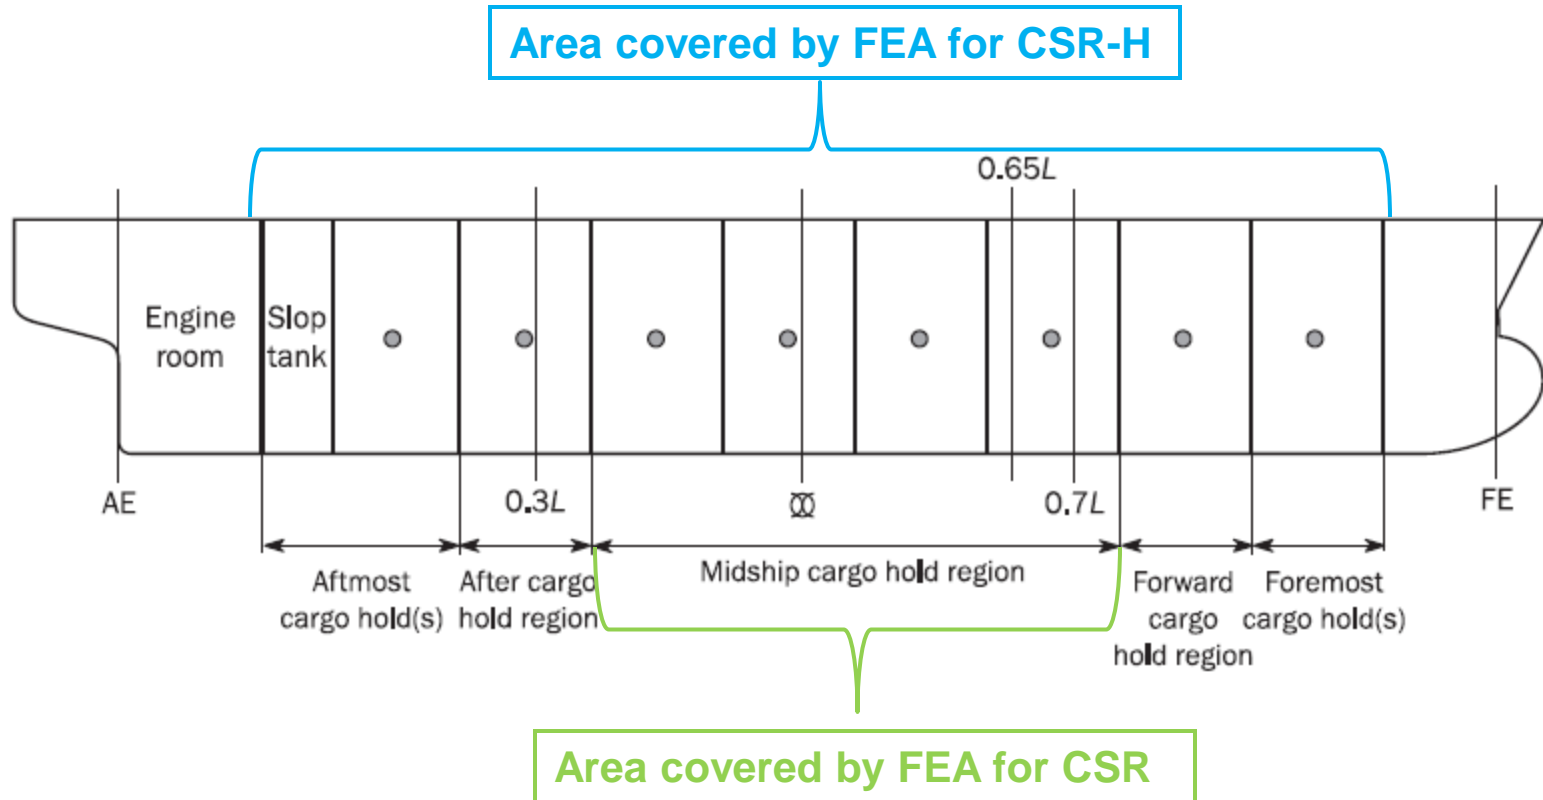 Area covered by FEA for CSR-H
0.65L
Engine
room
Slop
tank
AE
0.3L
0.7L
FE
Aftmost
cargo hold(s)
After cargo
hold region
Midship cargo hold region
Forward
cargo
hold region
Foremost
cargo hold(s)
Area covered by FEA for CSR